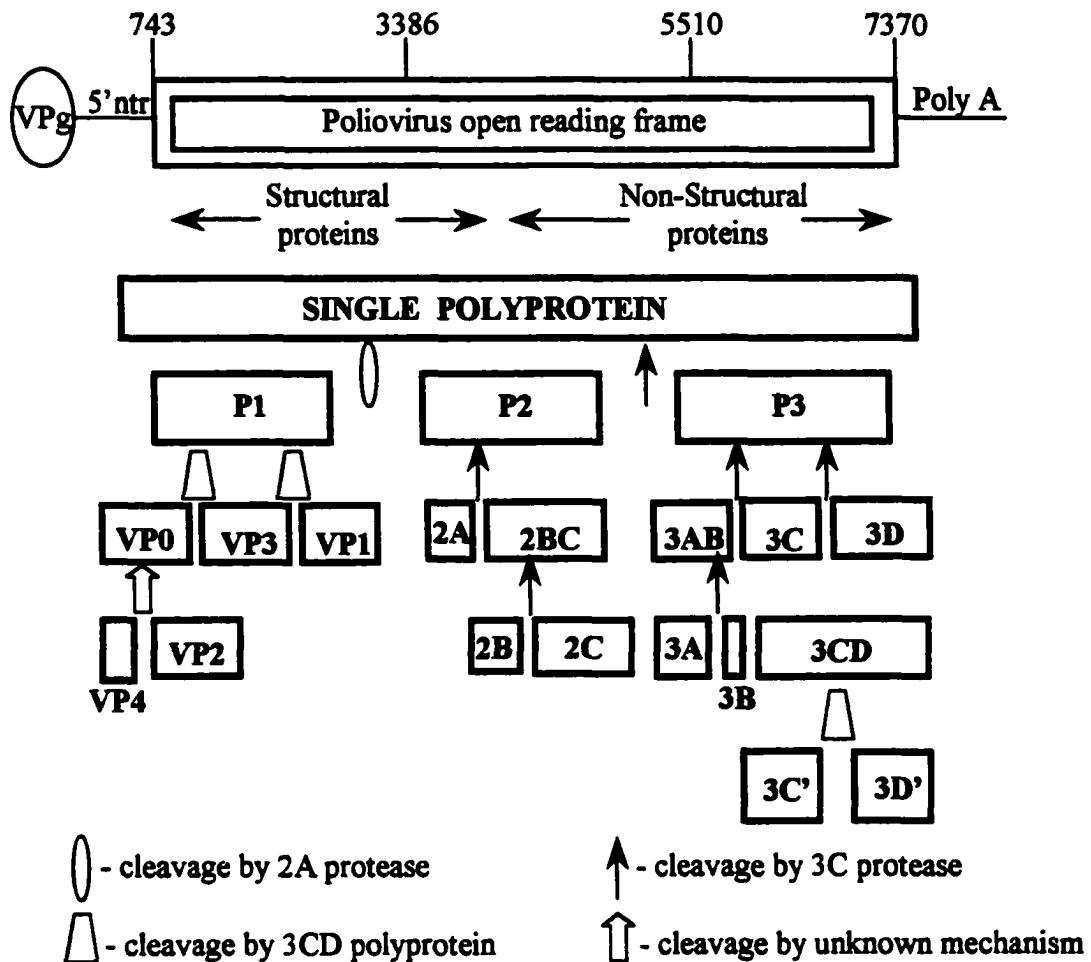 743 3386 5510 7370
VPg 5'ntr Poliovirus open reading frame Poly A
Structural proteins
Non-Structural proteins
SINGLE POLYPROTEIN
P1 P2 P3
VP0 VP3 VP1 2A 2BC 3AB 3C 3D
VP4 VP2 2B 2C 3A 3B 3CD
3C' 3D'
- cleavage by 2A protease
- cleavage by 3C protease
- cleavage by 3CD polyprotein
- cleavage by unknown mechanism